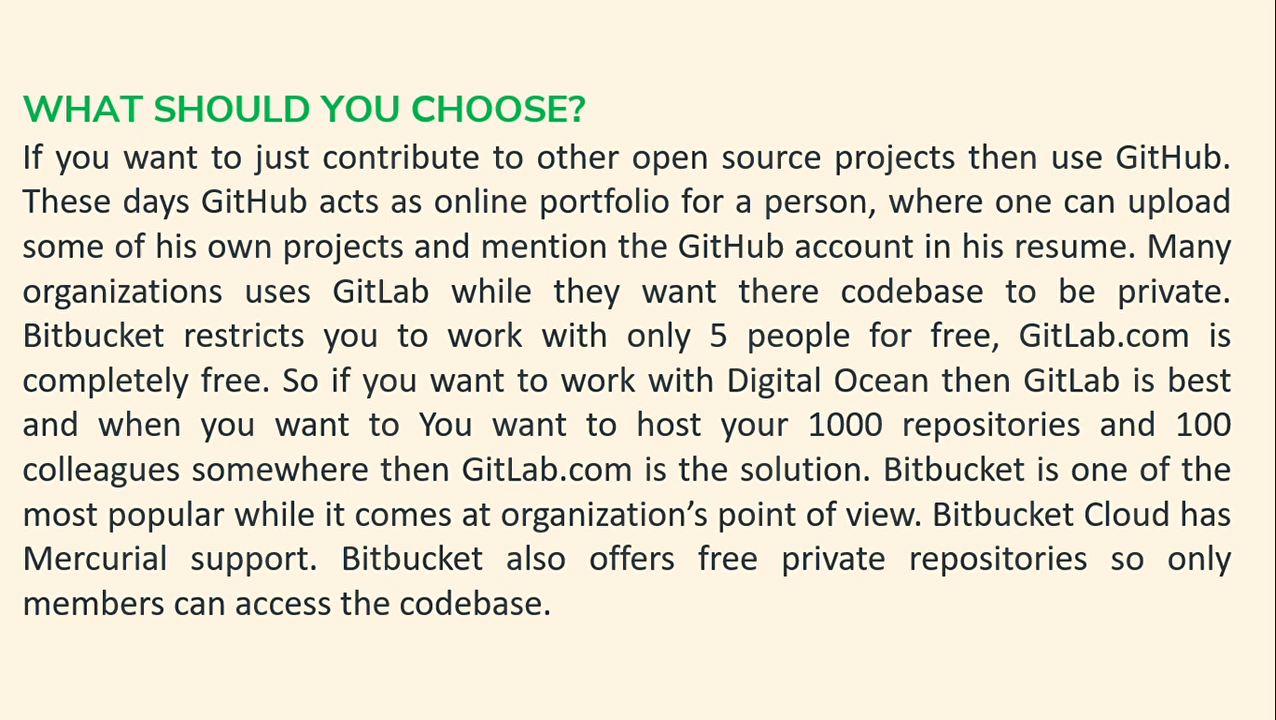 WHAT SHOULD YOU CHOOSE?
If you want to just contribute to other open source projects then use GitHub.
These days GitHub acts as online portfolio for a person, where one can upload
some of his own projects and mention the GitHub account in his resume. Many
organizations uses GitLab while they want there codebase to be private.
Bitbucket restricts you to work with only 5 people for free, GitLab.com is
completely free. So if you want to work with Digital Ocean then GitLab is best
and when you want to You want to host your 1000 repositories and 100
colleagues somewhere then GitLab.com is the solution. Bitbucket is one of the
most popular while it comes at organization’s point of view. Bitbucket Cloud has
Mercurial support. Bitbucket also offers free private repositories so only
members can access the codebase.